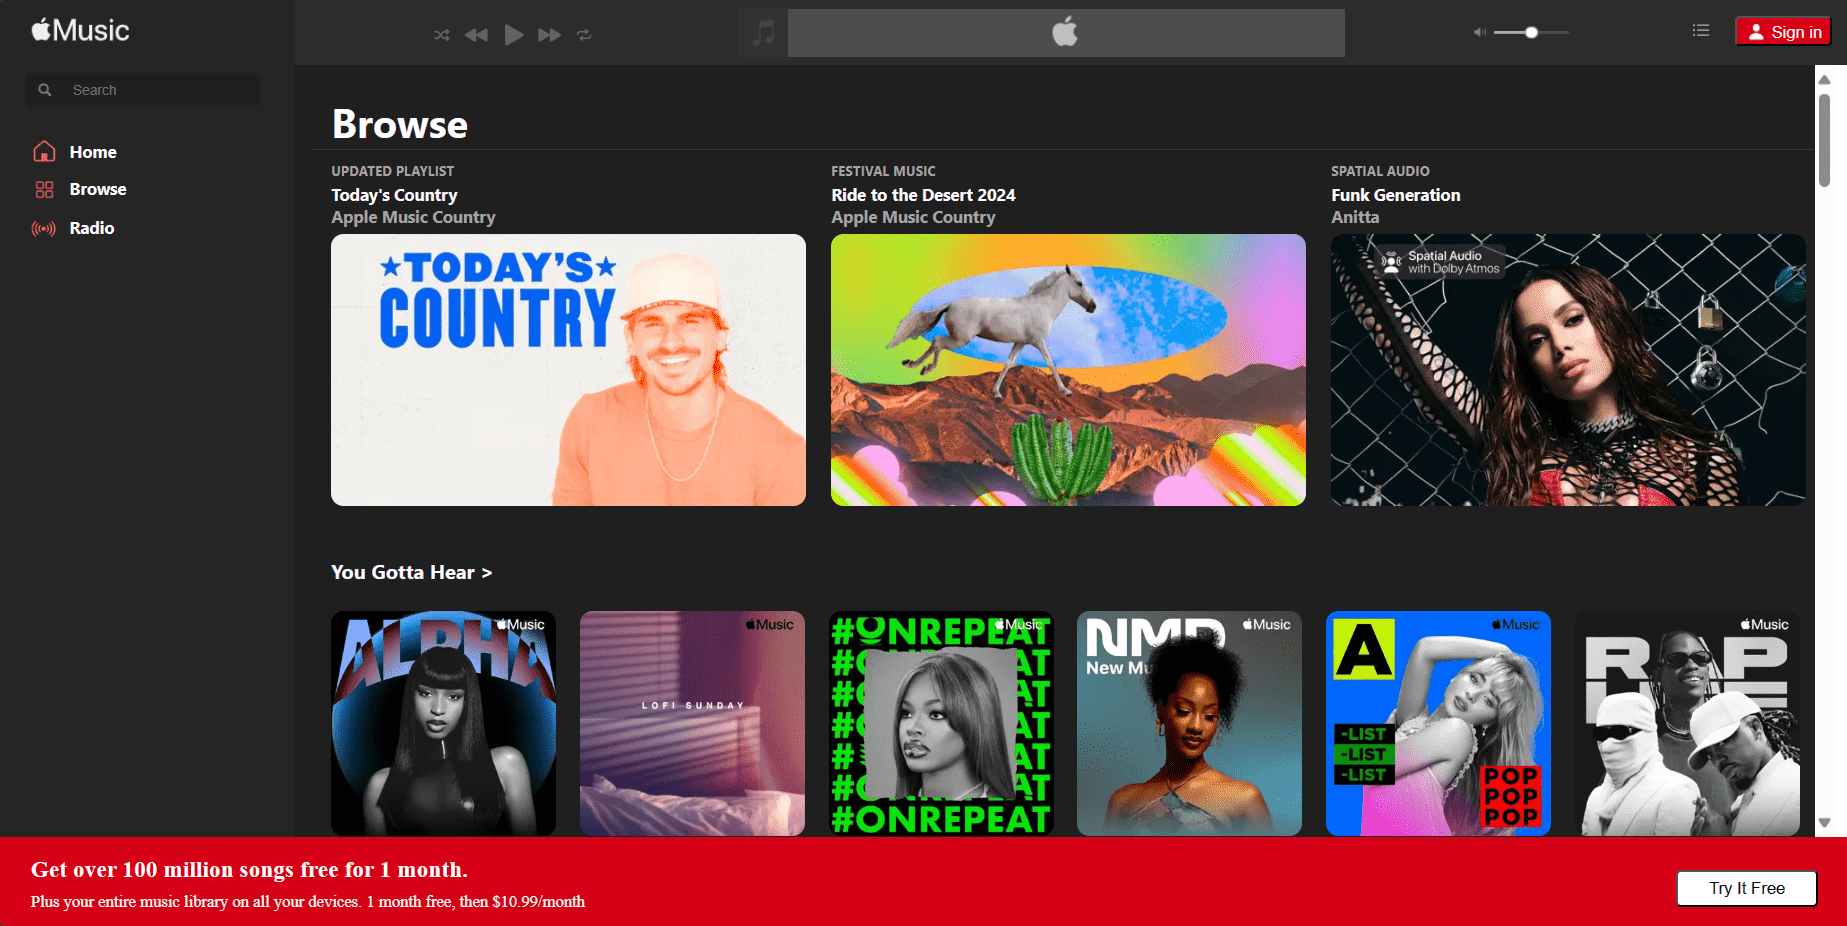 Music
Sign in
Search
Home
Browse
Radio
Browse
UPDATED PLAYLIST
Today's Country
Apple Music Country
FESTIVAL MUSIC
Ride to the Desert 2024
Apple Music Country
SPATIAL AUDIO
Funk Generation
Anitta
TODAY'S
COUNTRY
Spatial Audio
with Dolby Atmos
You Gotta Hear >
Music
ALPHA
Music
LOFI SUNDAY
Music
#ONREPEAT
#ONREPEAT
Music
NMD
New
Music
A
-LIST
-LIST
-LIST
POP
POP
POP
Music
RAP
Get over 100 million songs free for 1 month.
Plus your entire music library on all your devices. 1 month free, then $10.99/month
Try It Free